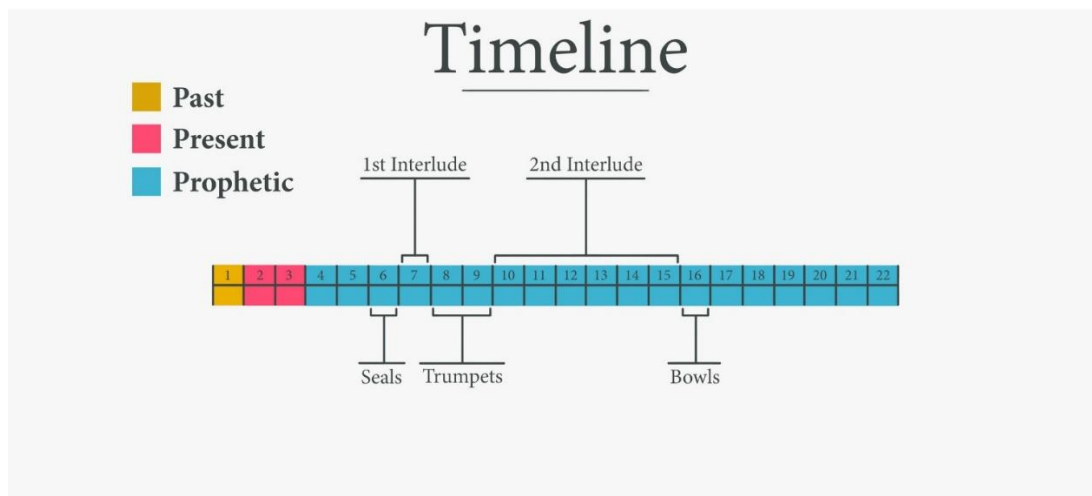 Timeline
Past
Present
Prophetic
1st Interlude
2nd Interlude
1 2 3 4 5 6 7 8 9 10 11 12 13 14 15 16 17 18 19 20 21 22
Seals
Trumpets
Bowls